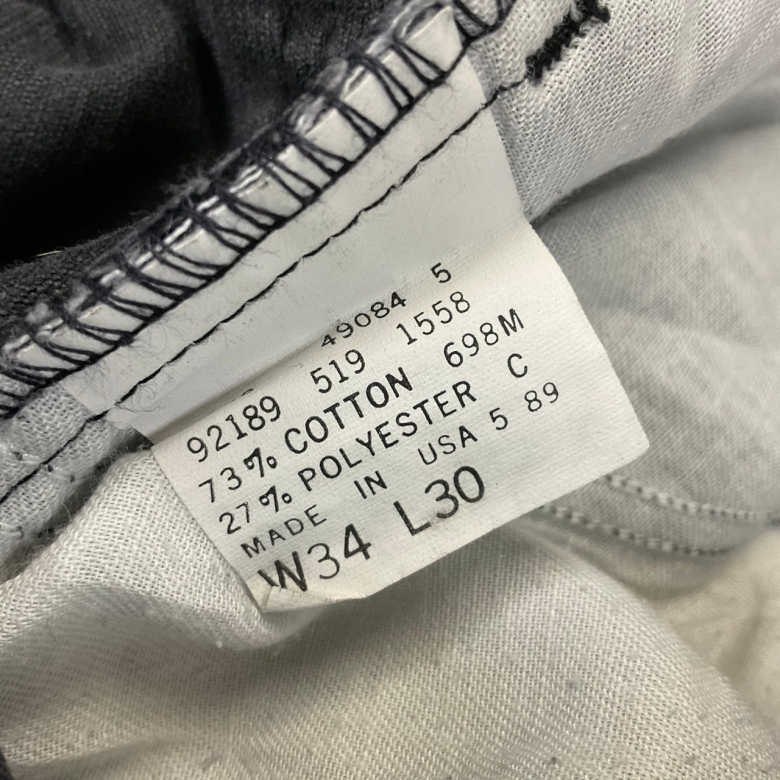 49084 5
92189 519 1558
73% COTTON 698M
27% POLYESTER C
MADE IN USA 5 89
W34 L30